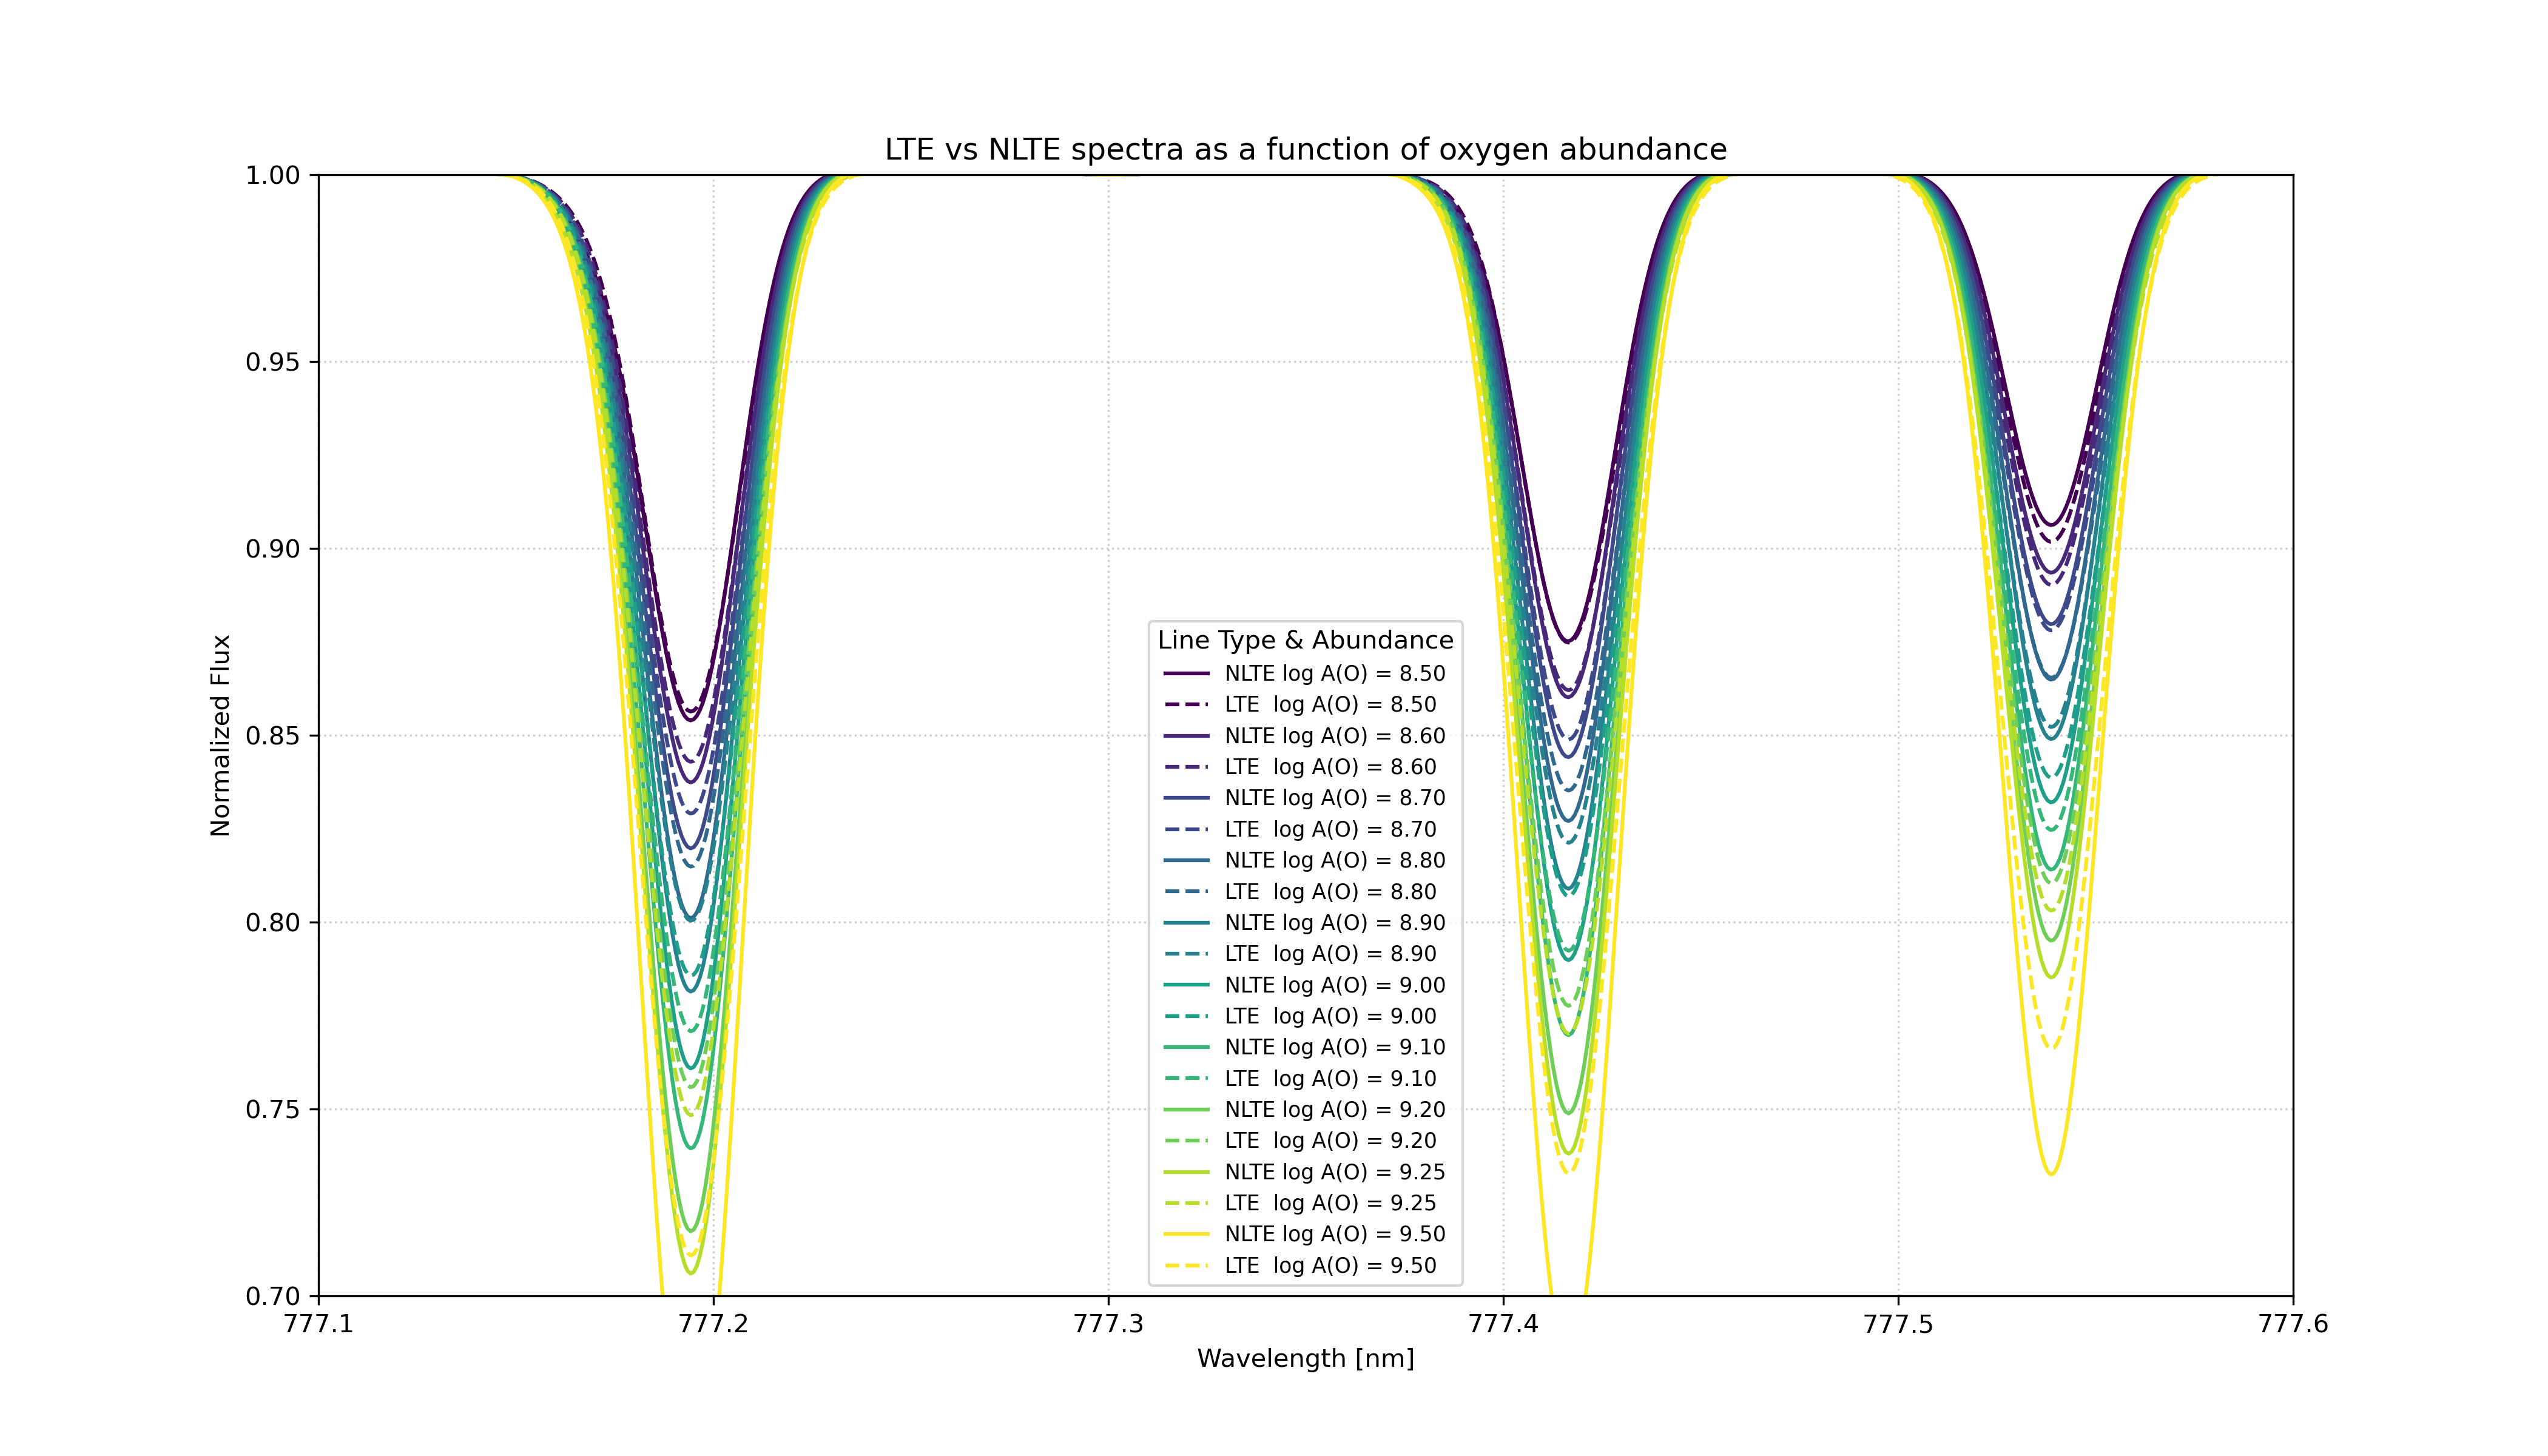 LTE vs NLTE spectra as a function of oxygen abundance
1.00
0.95
0.90
0.85
0.80
0.75
0.70
Normalized Flux
Line Type & Abundance
NLTE log A(O) = 8.50
LTE  log A(O) = 8.50
NLTE log A(O) = 8.60
LTE  log A(O) = 8.60
NLTE log A(O) = 8.70
LTE  log A(O) = 8.70
NLTE log A(O) = 8.80
LTE  log A(O) = 8.80
NLTE log A(O) = 8.90
LTE  log A(O) = 8.90
NLTE log A(O) = 9.00
LTE  log A(O) = 9.00
NLTE log A(O) = 9.10
LTE  log A(O) = 9.10
NLTE log A(O) = 9.20
LTE  log A(O) = 9.20
NLTE log A(O) = 9.25
LTE  log A(O) = 9.25
NLTE log A(O) = 9.50
LTE  log A(O) = 9.50
777.1 777.2 777.3 777.4 777.5 777.6
Wavelength [nm]